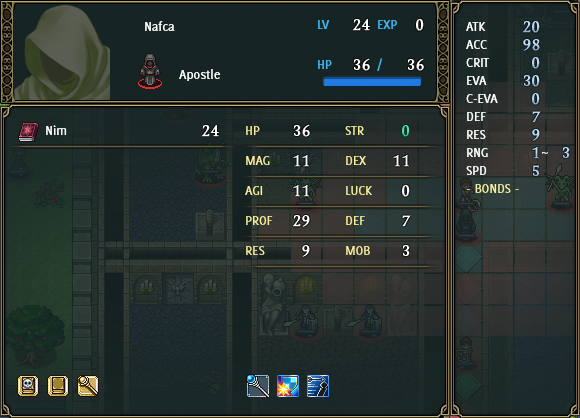 Nafca
LV 24 EXP 0
Apostle
HP 36 / 36
Nim 24
HP 36 STR 0
MAG 11 DEX 11
AGI 11 LUCK 0
PROF 29 DEF 7
RES 9 MOB 3
ATK 20
ACC 98
CRIT 0
EVA 30
C-EVA 0
DEF 7
RES 9
RNG 1~ 3
SPD 5
- BONDS -